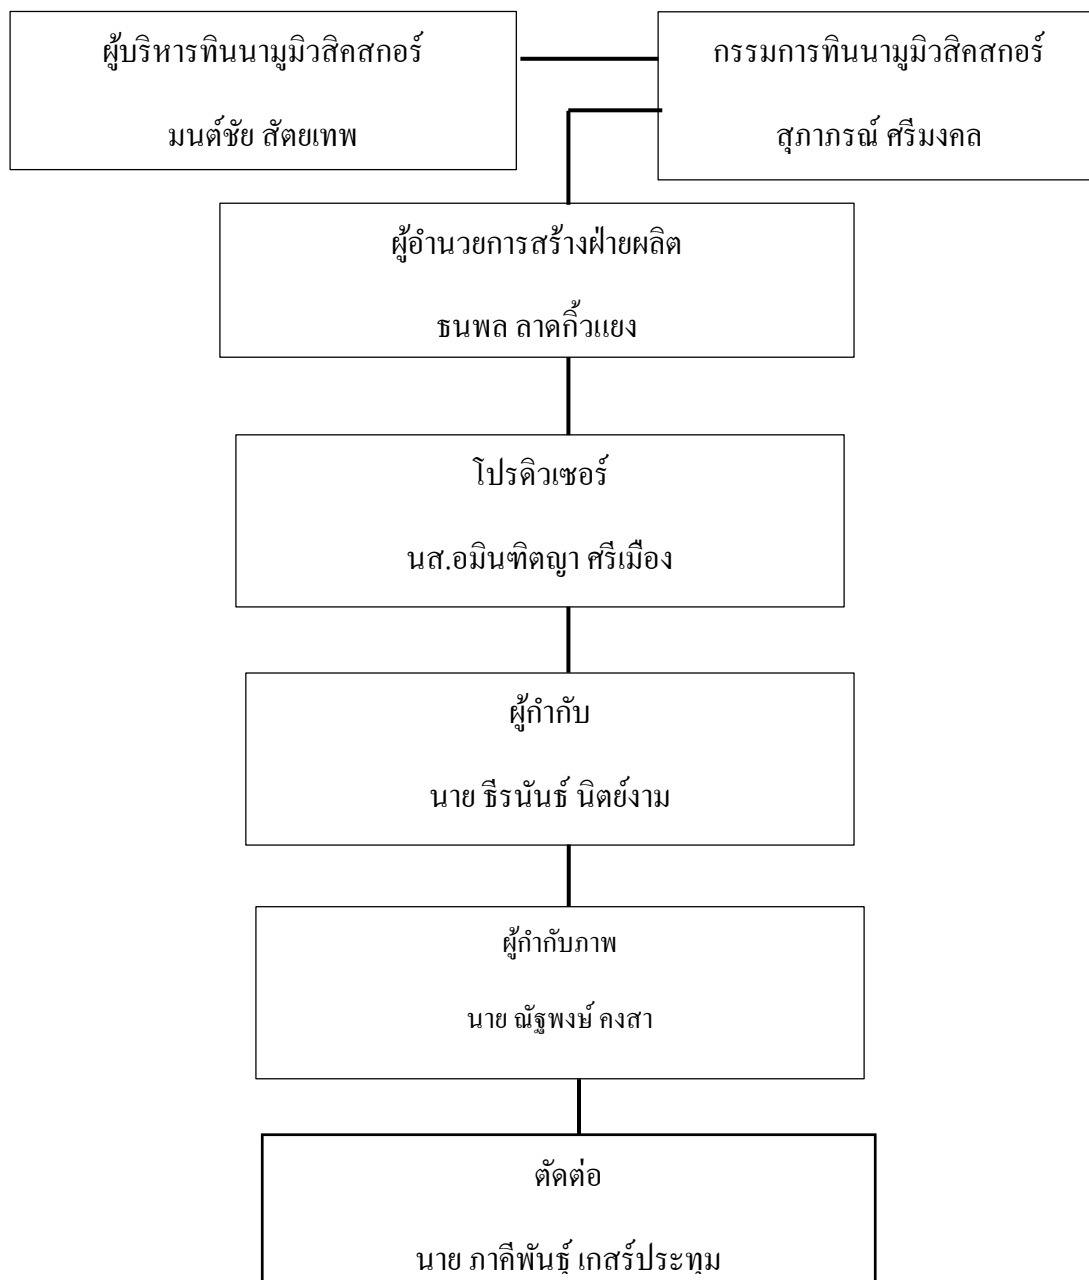 ผู้บริหารทินนามูมิวสิคสกอร์
มนต์ชัย สัตยเทพ
กรรมการทินนามูมิวสิคสกอร์
สุภาภรณ์ ศรีมงคล
ผู้อำนวยการสร้างฝ่ายผลิต
ธนพล ลาดกิ้วแยง
โปรดิวเซอร์
นส.อมินฑิตญา ศรีเมือง
ผู้กำกับ
นาย ธีรนันธ์ นิตย์งาม
ผู้กำกับภาพ
นาย ณัฐพงษ์ คงสา
ตัดต่อ
นาย ภาคีพันธุ์ เกสร์ประทุม